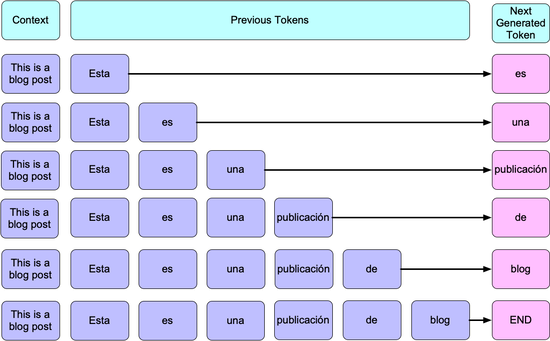 Context
Previous Tokens
Next
Generated
Token
This is a
blog post
Esta
es
This is a
blog post
Esta
es
una
This is a
blog post
Esta
es
una
publicación
This is a
blog post
Esta
es
una
publicación
de
This is a
blog post
Esta
es
una
publicación
de
blog
This is a
blog post
Esta
es
una
publicación
de
blog
END